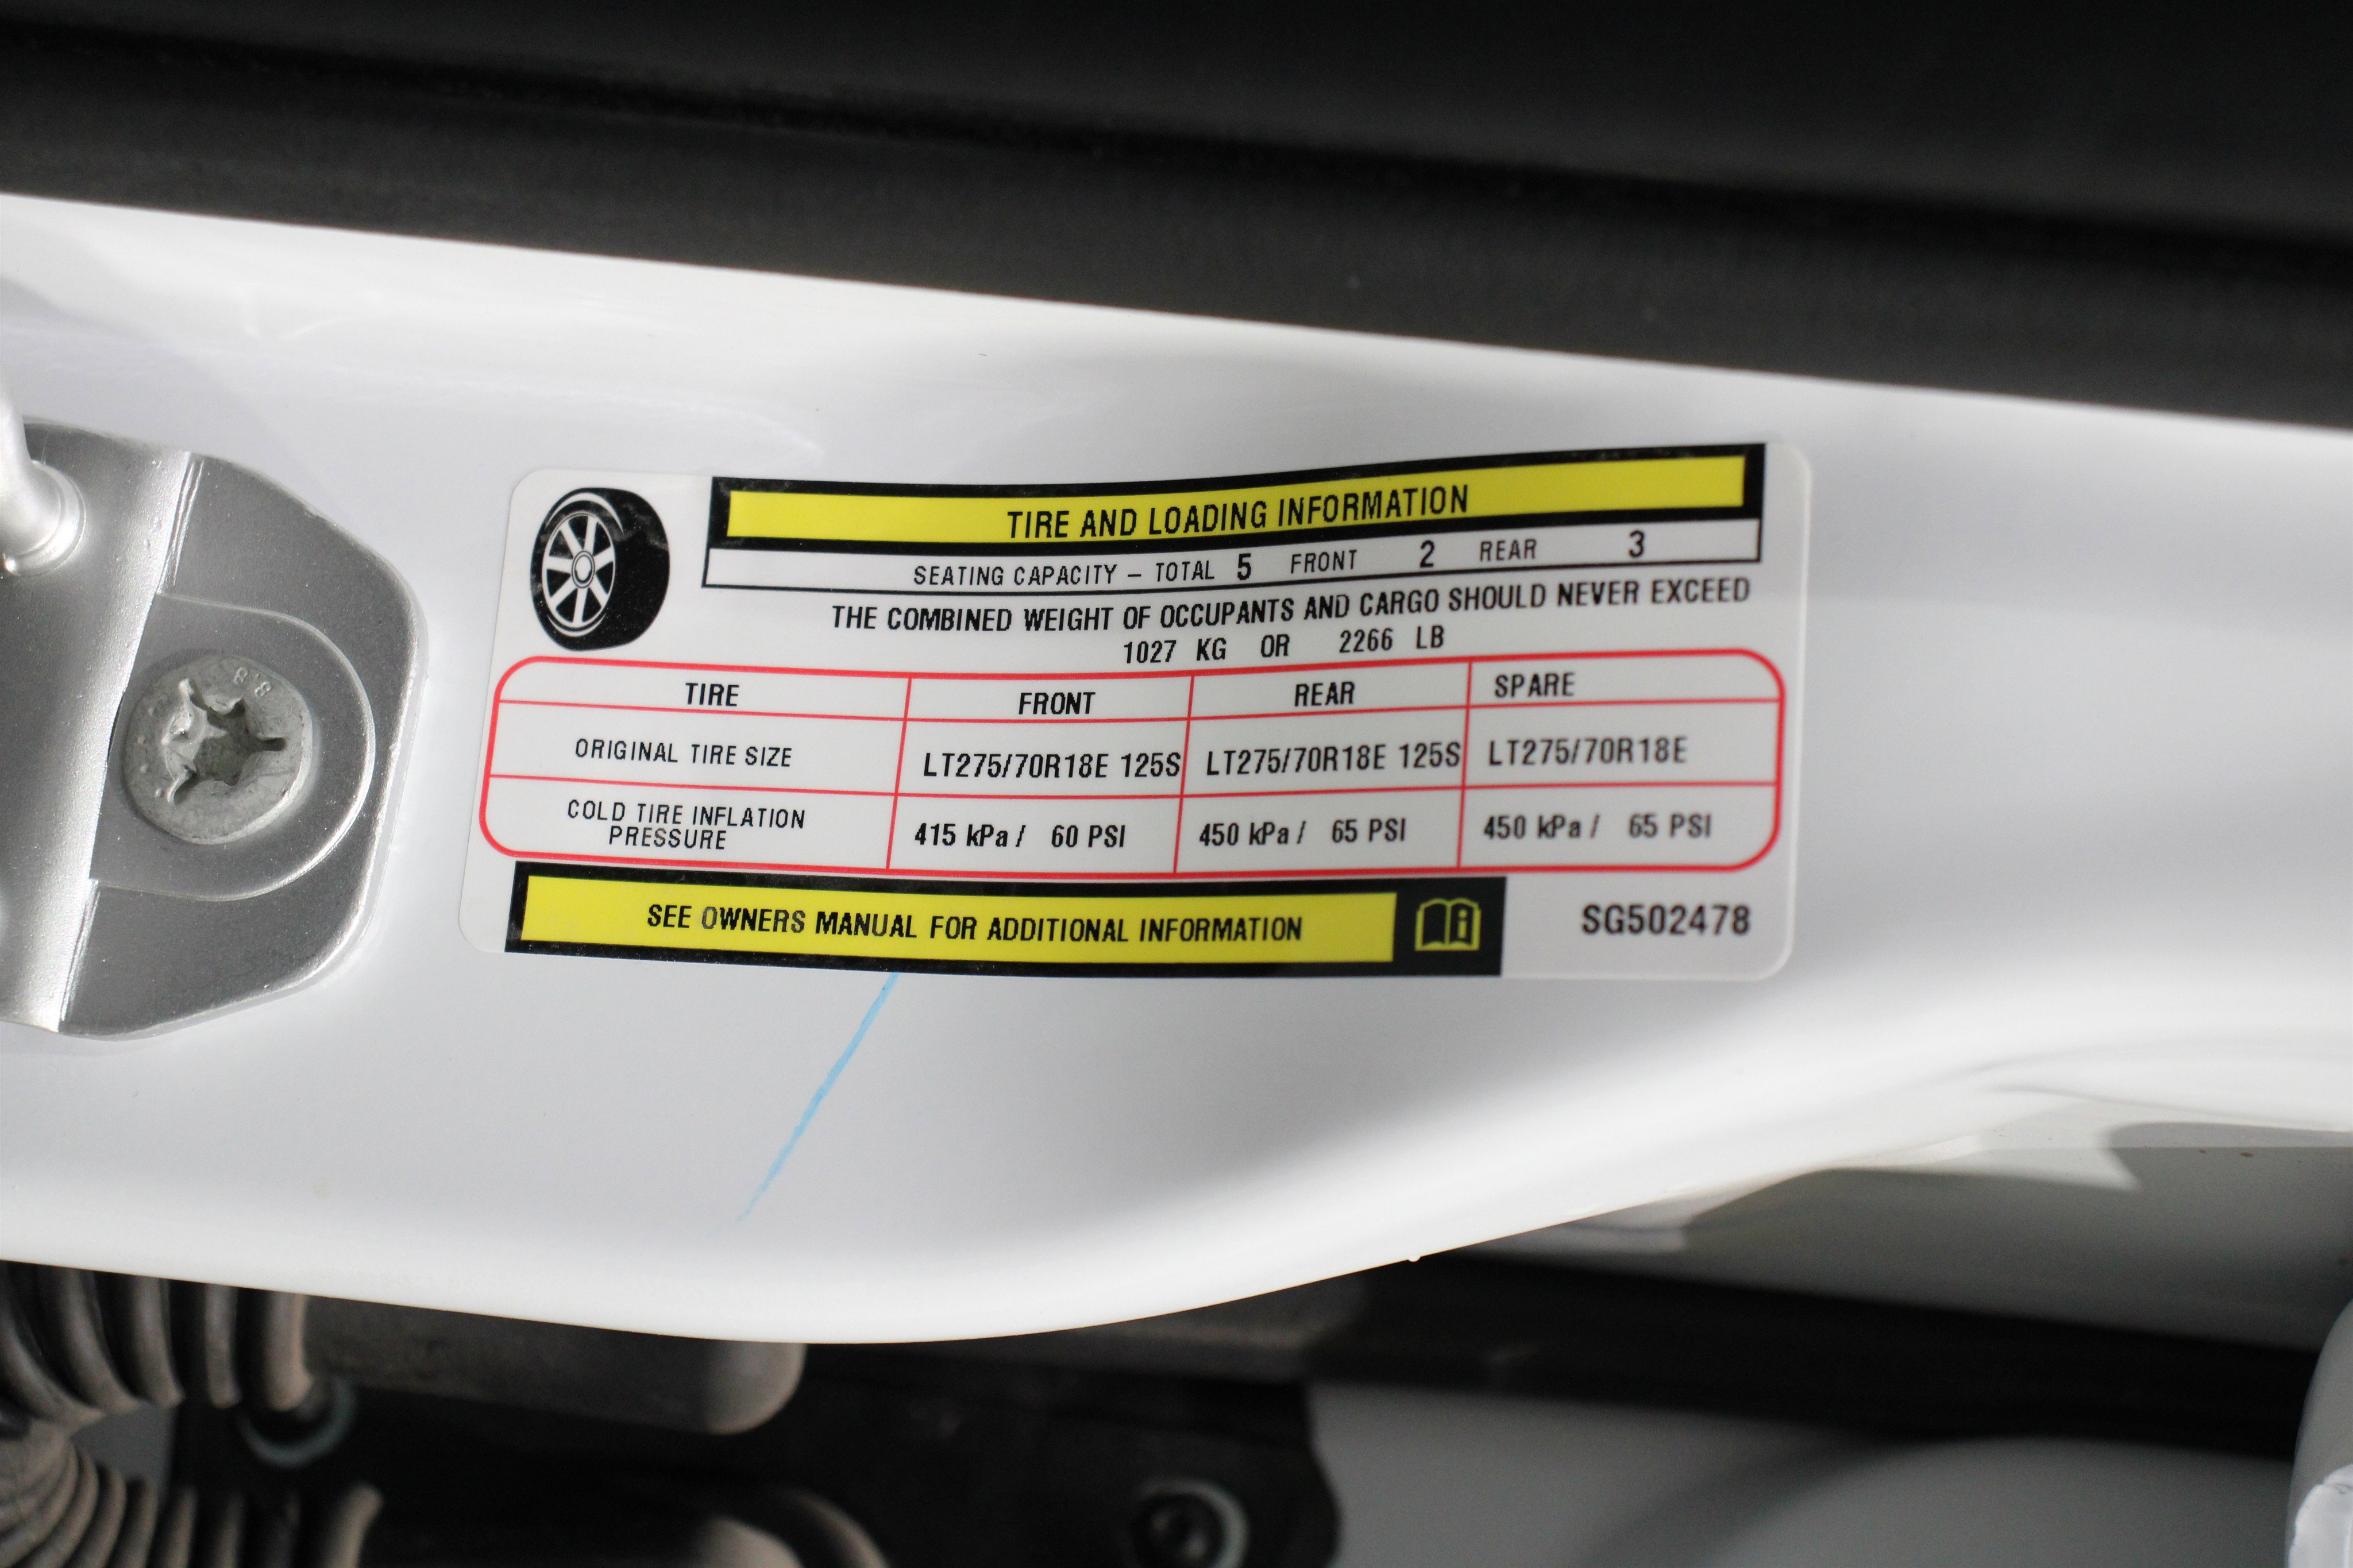 TIRE AND LOADING INFORMATION
SEATING CAPACITY – TOTAL 5 FRONT 2 REAR 3
THE COMBINED WEIGHT OF OCCUPANTS AND CARGO SHOULD NEVER EXCEED
1027 KG OR 2266 LB
TIRE FRONT REAR SPARE
ORIGINAL TIRE SIZE LT275/70R18E 125S LT275/70R18E 125S LT275/70R18E
COLD TIRE INFLATION
PRESSURE 415 kPa / 60 PSI 450 kPa / 65 PSI 450 kPa / 65 PSI
SEE OWNERS MANUAL FOR ADDITIONAL INFORMATION
SG502478
8.8